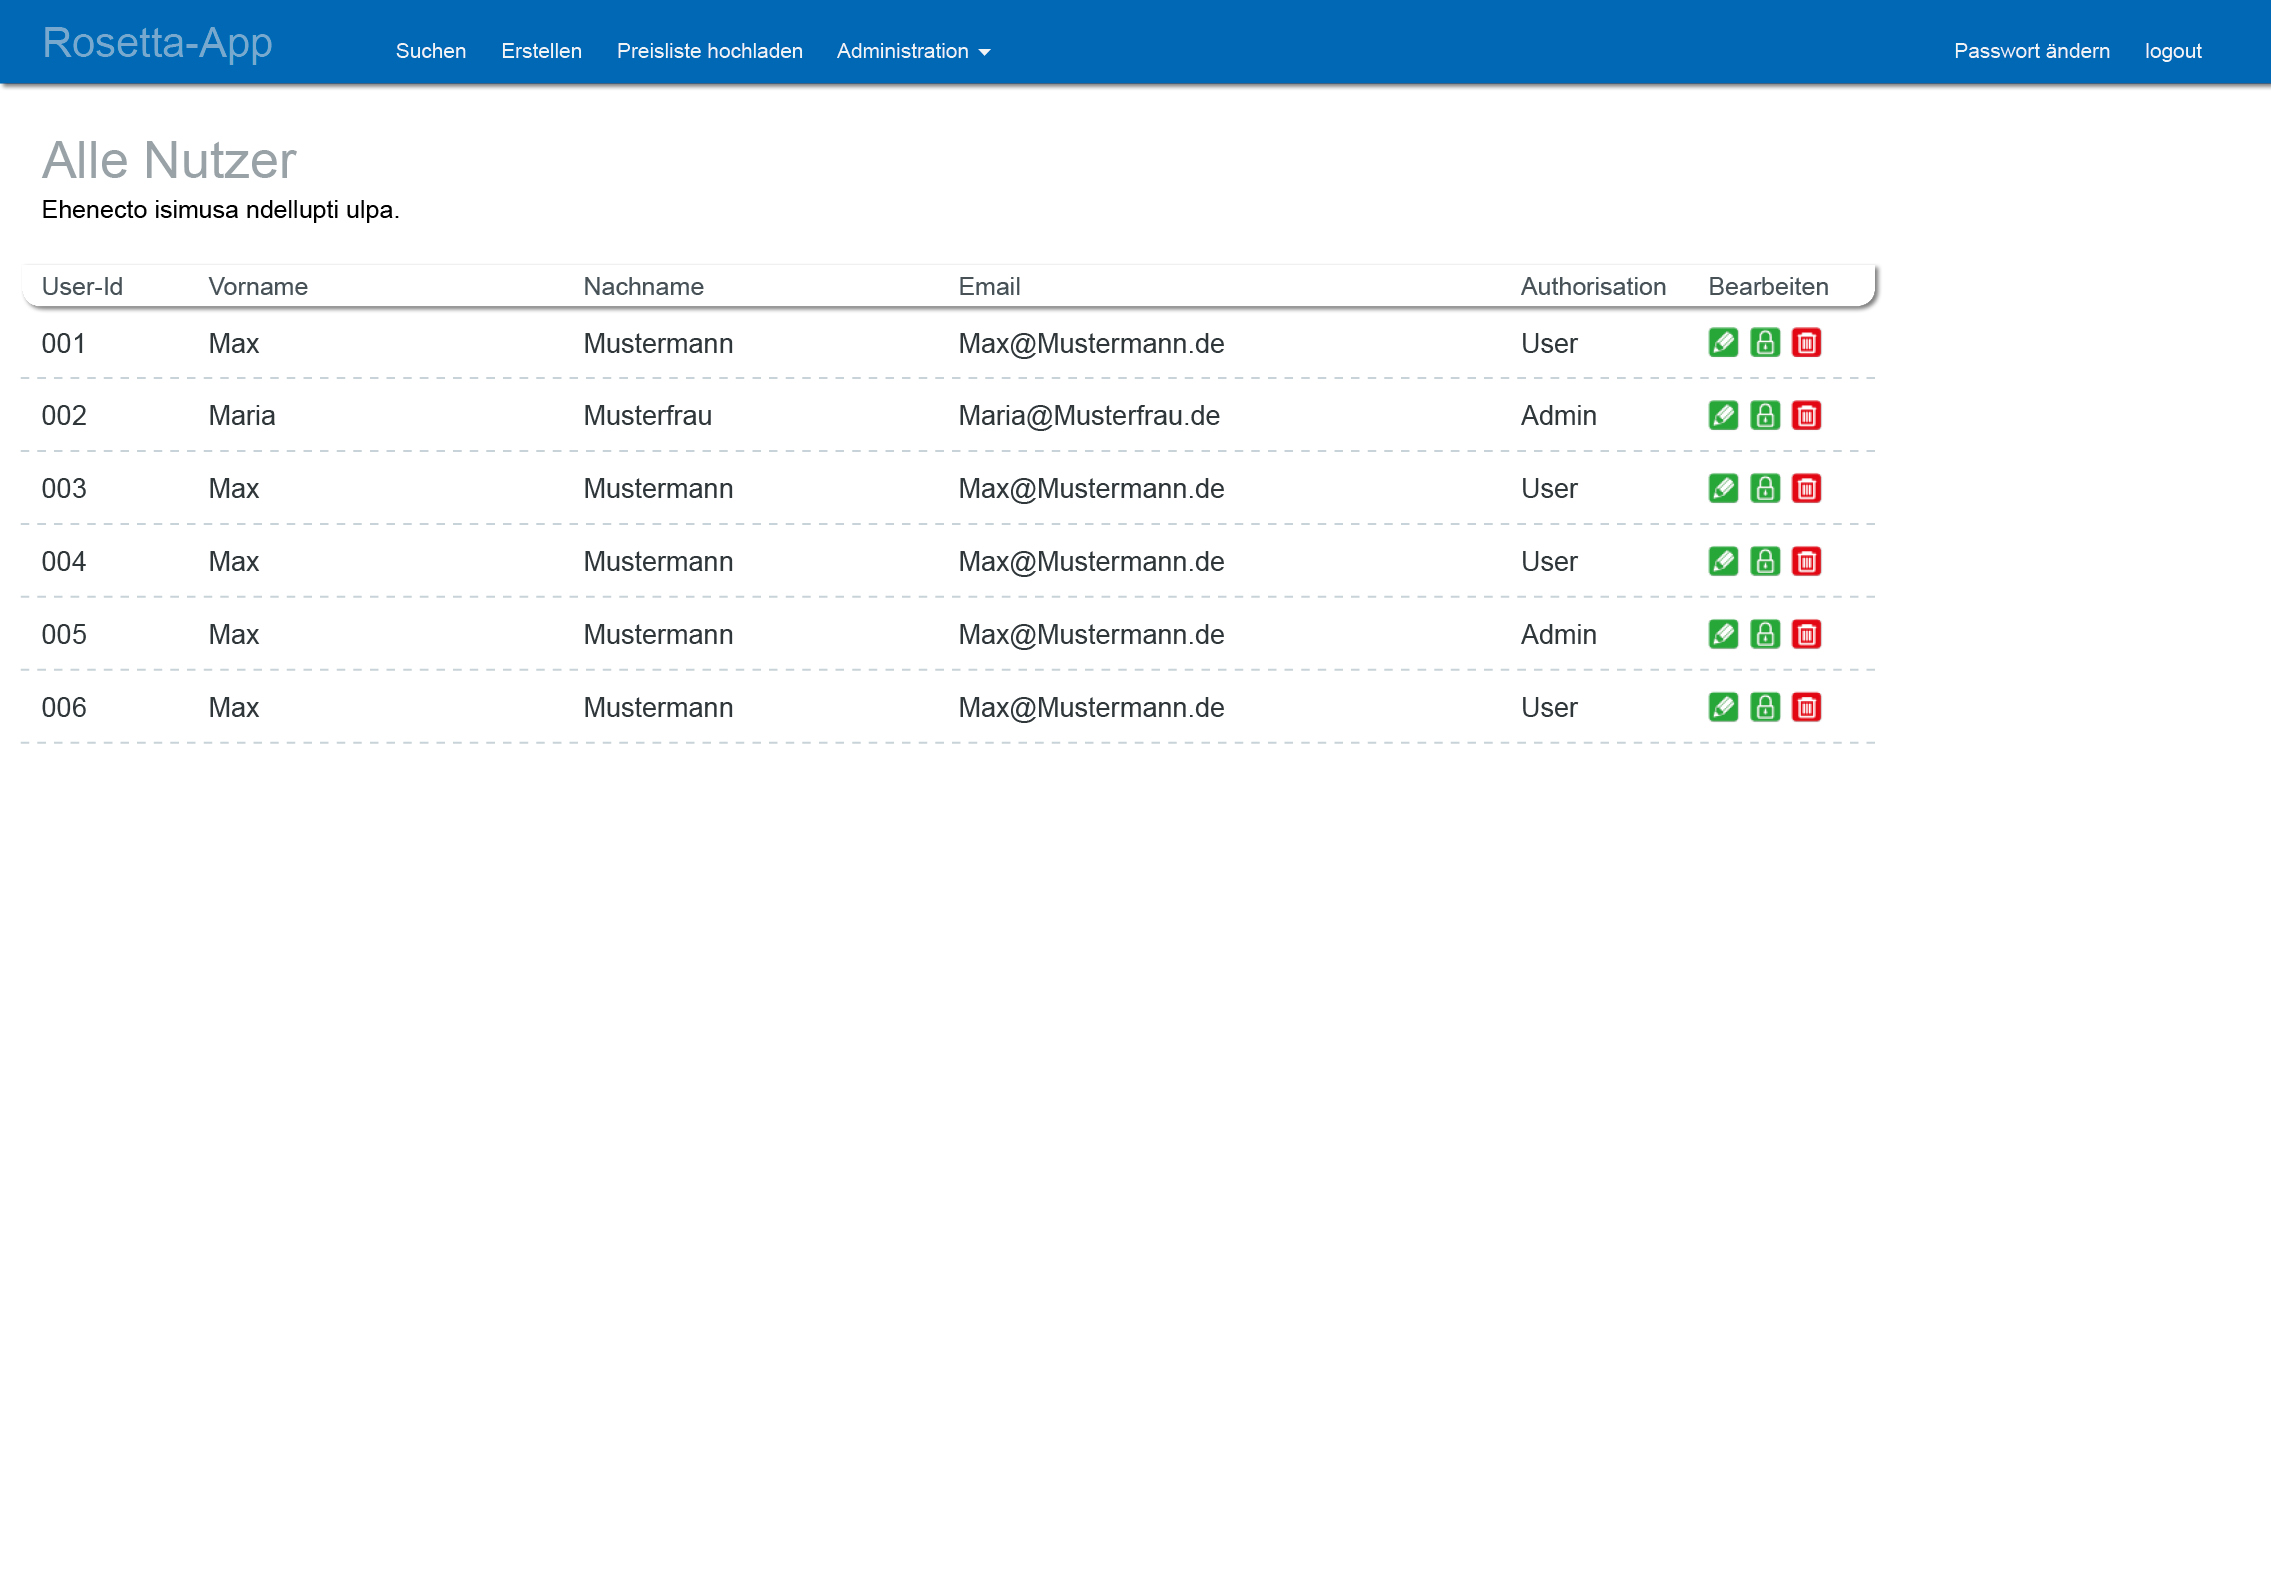 Rosetta-App Suchen Erstellen Preisliste hochladen Administration Passwort ändern logout
Alle Nutzer
Ehenecto isimusa ndellupti ulpa.
User-Id Vorname Nachname Email Authorisation Bearbeiten
001 Max Mustermann Max@Mustermann.de User
002 Maria Musterfrau Maria@Musterfrau.de Admin
003 Max Mustermann Max@Mustermann.de User
004 Max Mustermann Max@Mustermann.de User
005 Max Mustermann Max@Mustermann.de Admin
006 Max Mustermann Max@Mustermann.de User